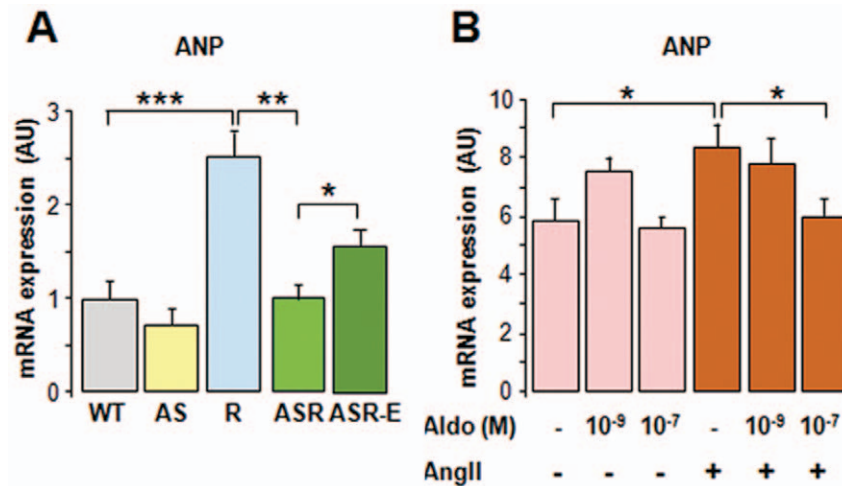 A
ANP
mRNA expression (AU)
3
2
1
0
***
**
*
WT AS R ASR ASR-E
B
ANP
mRNA expression (AU)
10
8
6
4
2
0
*
*
Aldo (M) - 10⁻⁹ 10⁻⁷ - 10⁻⁹ 10⁻⁷
AngII - - - + + +